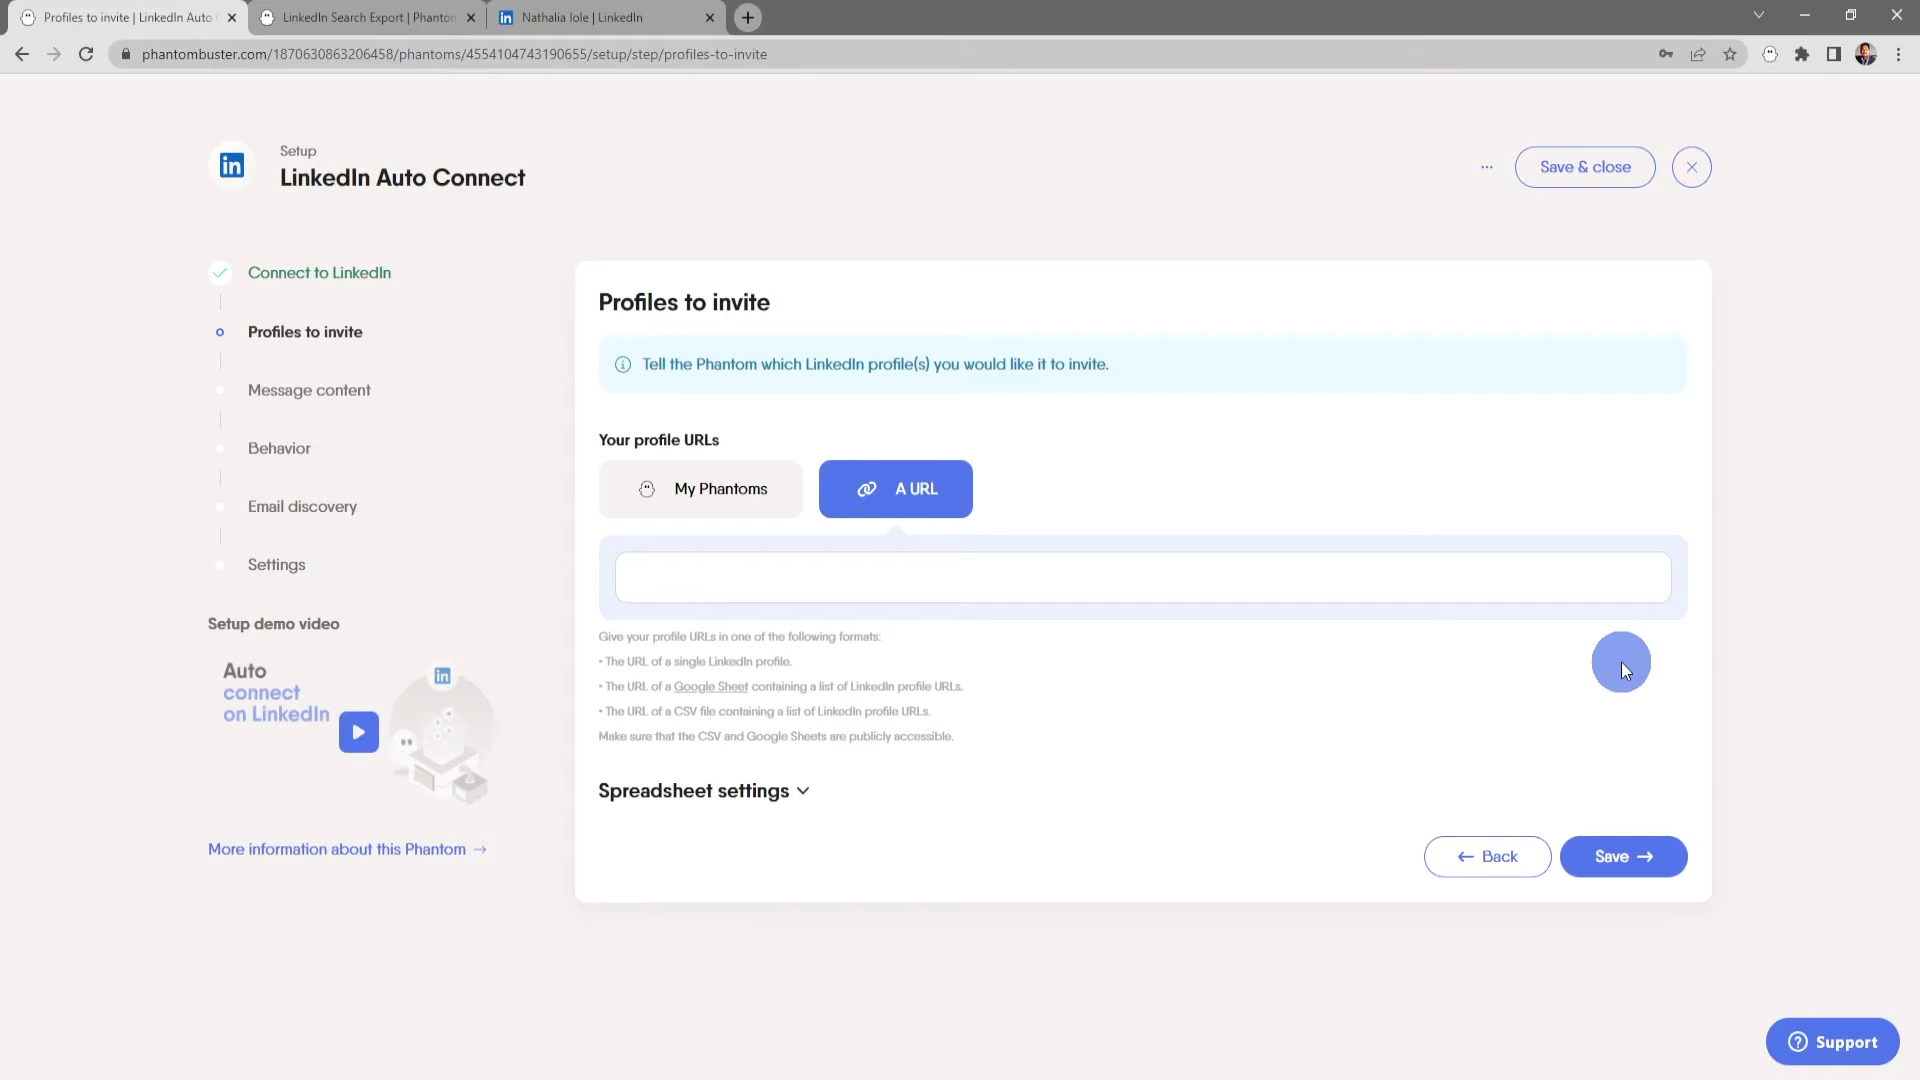 Profiles to invite | LinkedIn Auto
LinkedIn Search Export | Phantom
Nathalia Iole | LinkedIn
phantombuster.com/1870630863206458/phantoms/4554104743190655/setup/step/profiles-to-invite
in
Setup
LinkedIn Auto Connect
Save & close
Connect to LinkedIn
Profiles to invite
Message content
Behavior
Email discovery
Settings
Setup demo video
Auto
connect
on LinkedIn
in
More information about this Phantom →
Profiles to invite
Tell the Phantom which LinkedIn profile(s) you would like it to invite.
Your profile URLs
My Phantoms
A URL
Give your profile URLs in one of the following formats:
• The URL of a single LinkedIn profile.
• The URL of a Google Sheet containing a list of LinkedIn profile URLs.
• The URL of a CSV file containing a list of LinkedIn profile URLs.
Make sure that the CSV and Google Sheets are publicly accessible.
Spreadsheet settings
← Back
Save →
Support